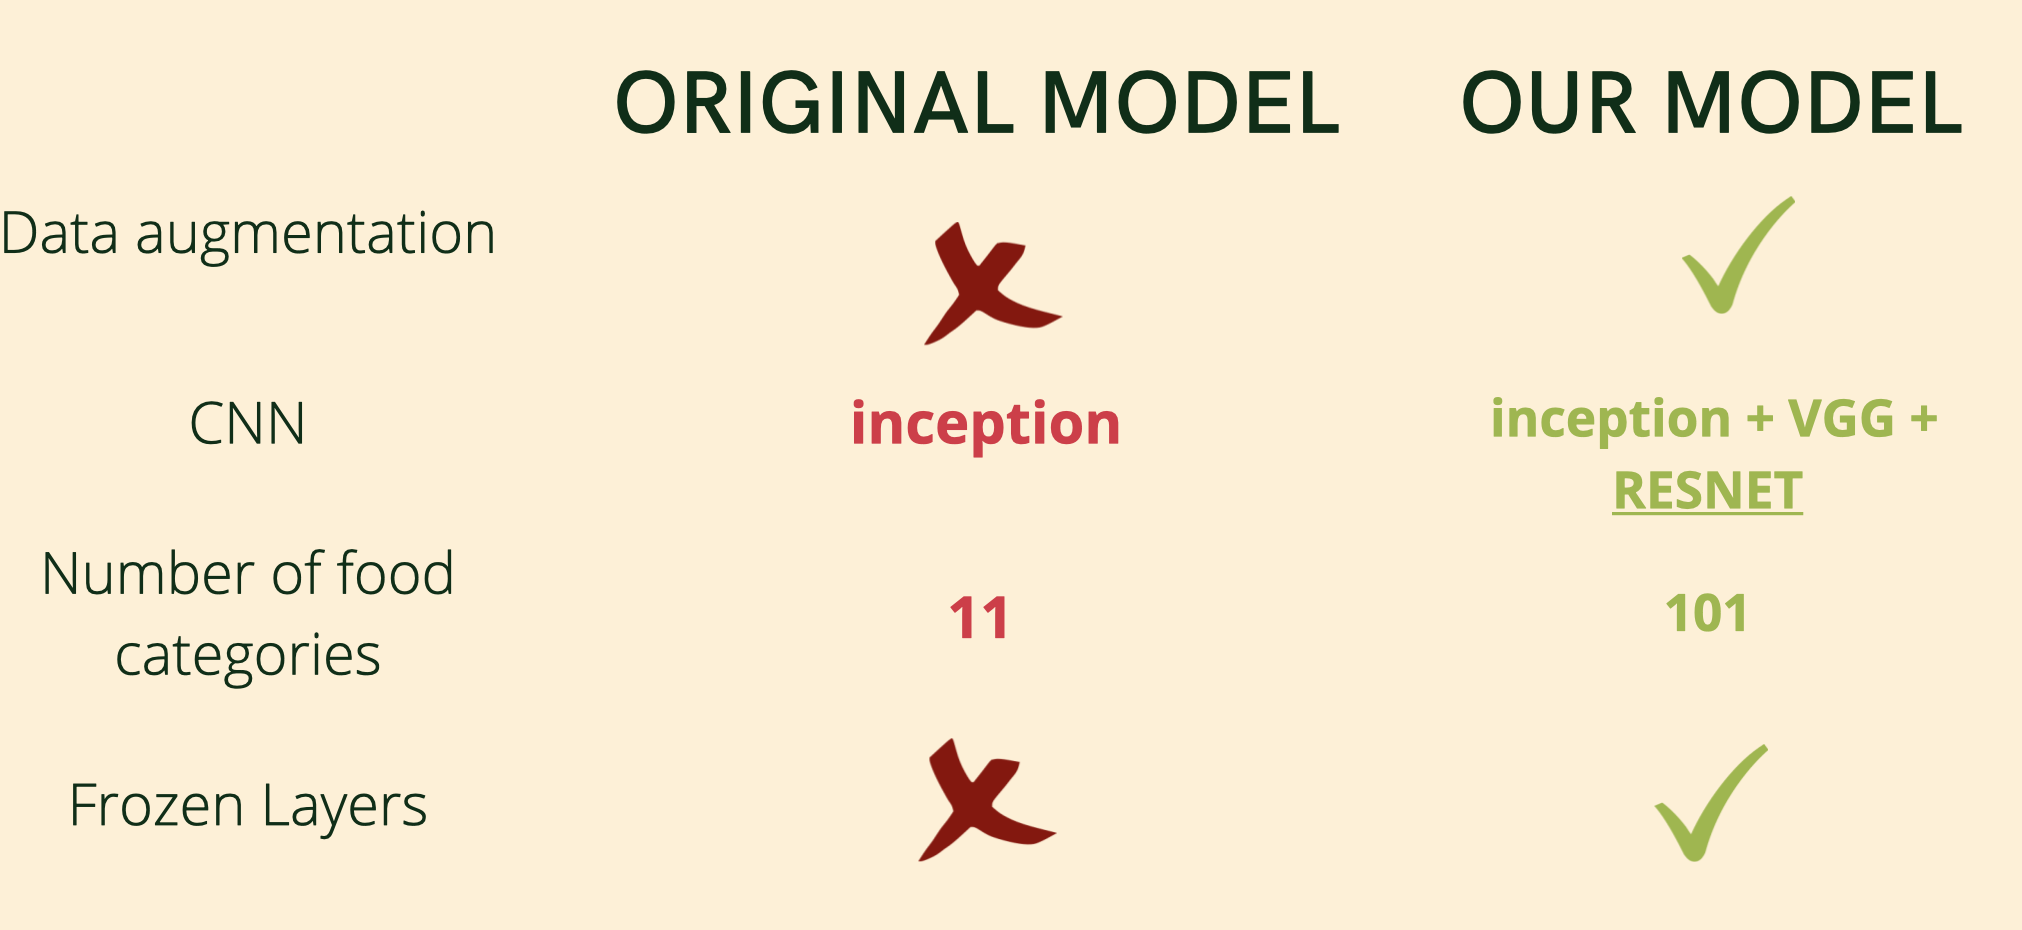 ORIGINAL MODEL OUR MODEL
Data augmentation
CNN inception inception + VGG +
RESNET
Number of food
categories
11 101
Frozen Layers